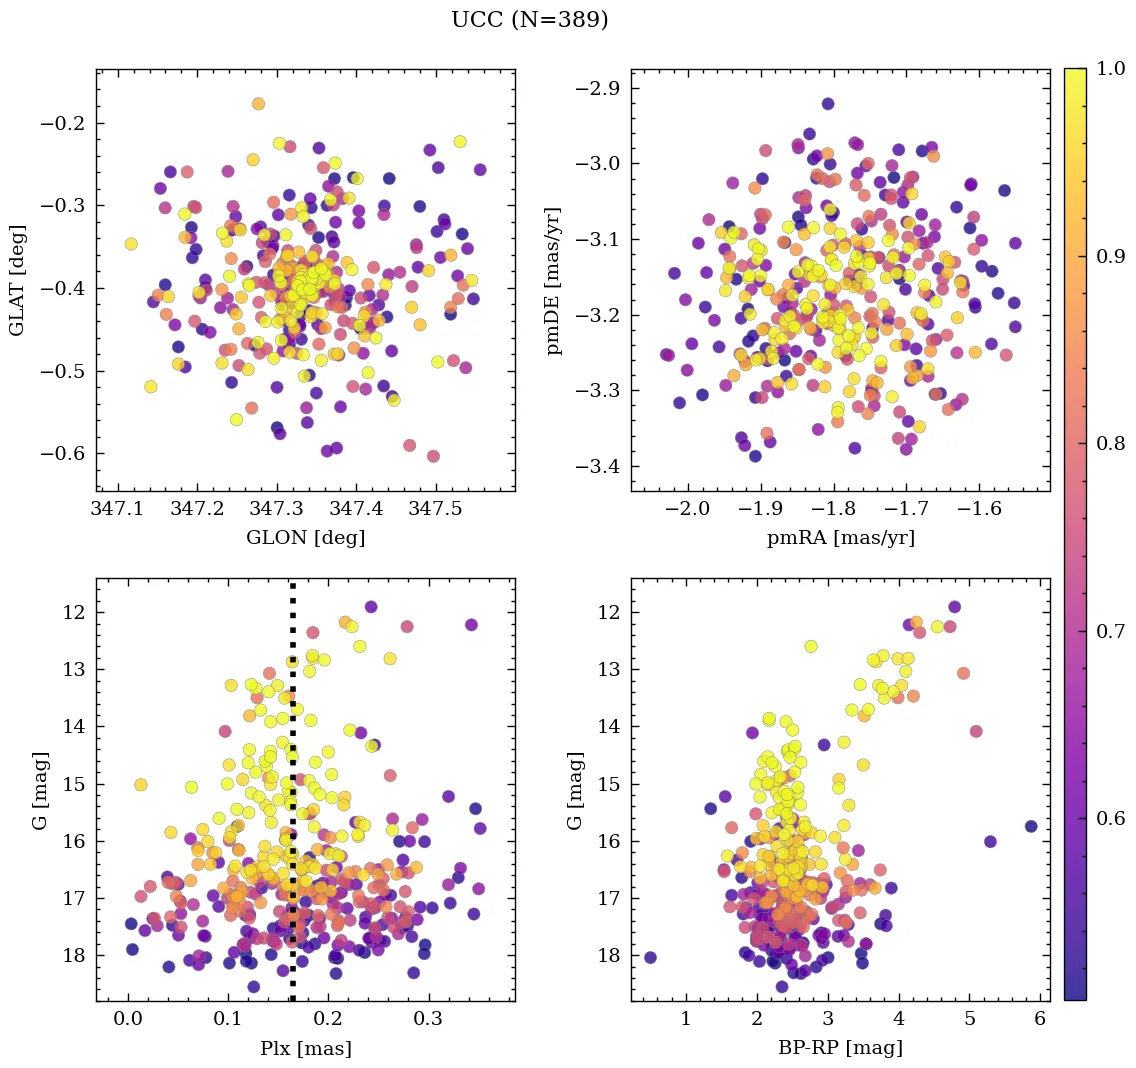 UCC (N=389)
−0.2
−0.3
−0.4
−0.5
−0.6
GLAT [deg]
347.1 347.2 347.3 347.4 347.5
GLON [deg]
−2.9
−3.0
−3.1
−3.2
−3.3
−3.4
pmDE [mas/yr]
−2.0 −1.9 −1.8 −1.7 −1.6
pmRA [mas/yr]
12
13
14
15
16
17
18
G [mag]
0.0 0.1 0.2 0.3
Plx [mas]
12
13
14
15
16
17
18
G [mag]
1 2 3 4 5 6
BP-RP [mag]
1.0
0.9
0.8
0.7
0.6